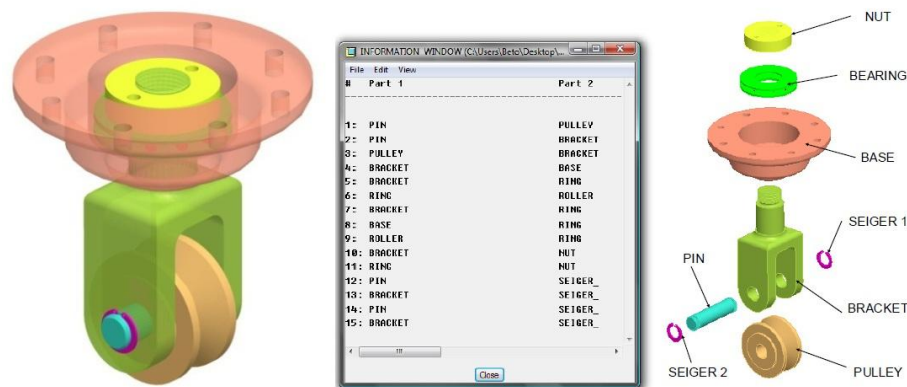 INFORMATION WINDOW (C:\Users\Beto\Desktop\...
File Edit View
# Part 1 Part 2
1: PIN PULLEY
2: PIN BRACKET
3: PULLEY BRACKET
4: BRACKET BASE
5: BRACKET RING
6: RING ROLLER
7: BRACKET RING
8: BASE RING
9: ROLLER RING
10: BRACKET NUT
11: RING NUT
12: PIN SEIGER_
13: BRACKET SEIGER_
14: PIN SEIGER_
15: BRACKET SEIGER_
Close
NUT
BEARING
BASE
SEIGER 1
PIN
BRACKET
SEIGER 2
PULLEY